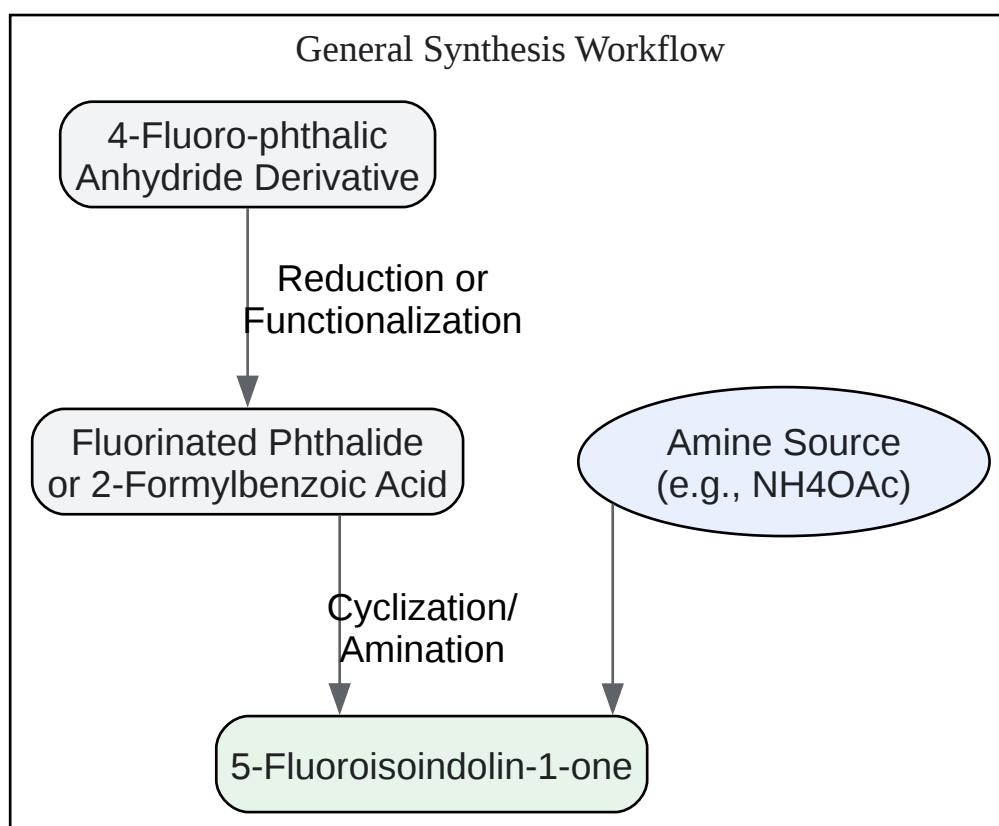 General Synthesis Workflow
4-Fluoro-phthalic
Anhydride Derivative
Reduction or
Functionalization
Fluorinated Phthalide
or 2-Formylbenzoic Acid
Amine Source
(e.g., NH4OAc)
Cyclization/
Amination
5-Fluoroisoindolin-1-one